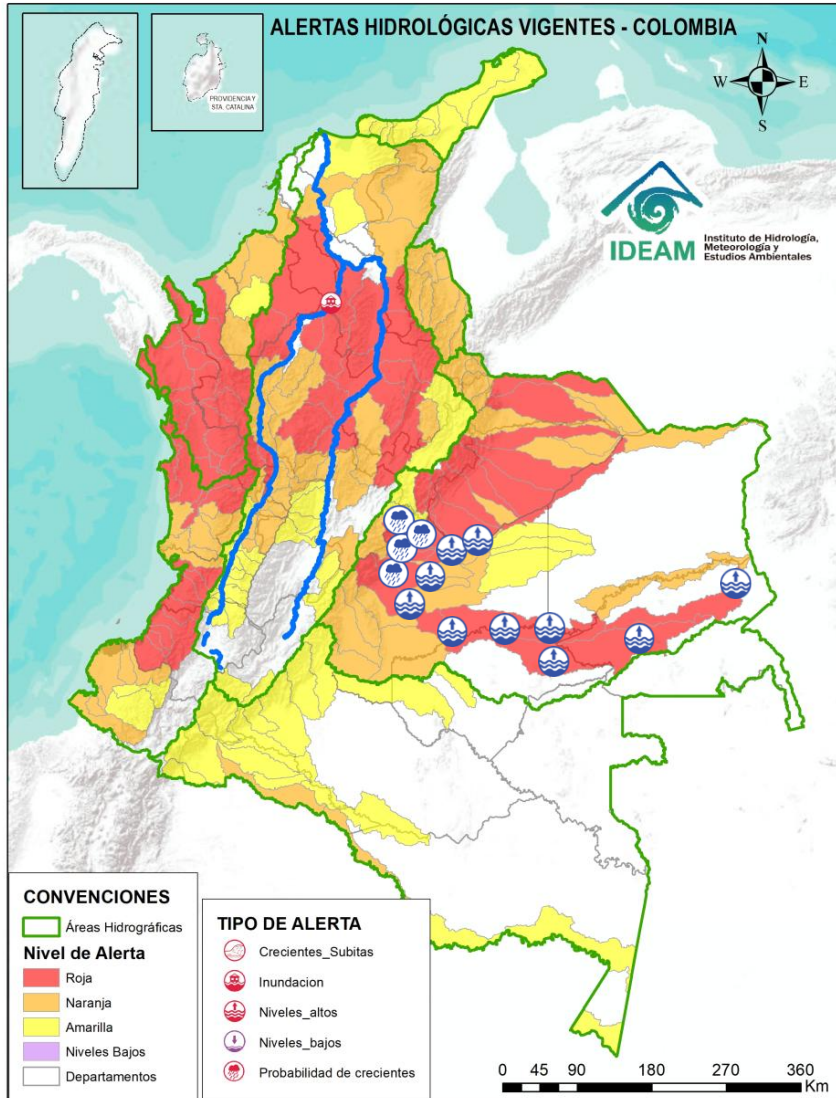 ALERTAS HIDROLÓGICAS VIGENTES - COLOMBIA
PROVIDENCIA Y
STA. CATALINA
N
W
E
S
IDEAM
Instituto de Hidrología,
Meteorología y
Estudios Ambientales
CONVENCIONES
Áreas Hidrográficas
Nivel de Alerta
Roja
Naranja
Amarilla
Niveles Bajos
Departamentos
TIPO DE ALERTA
Crecientes_Subitas
Inundacion
Niveles_altos
Niveles_bajos
Probabilidad de crecientes
0 45 90 180 270 360
Km